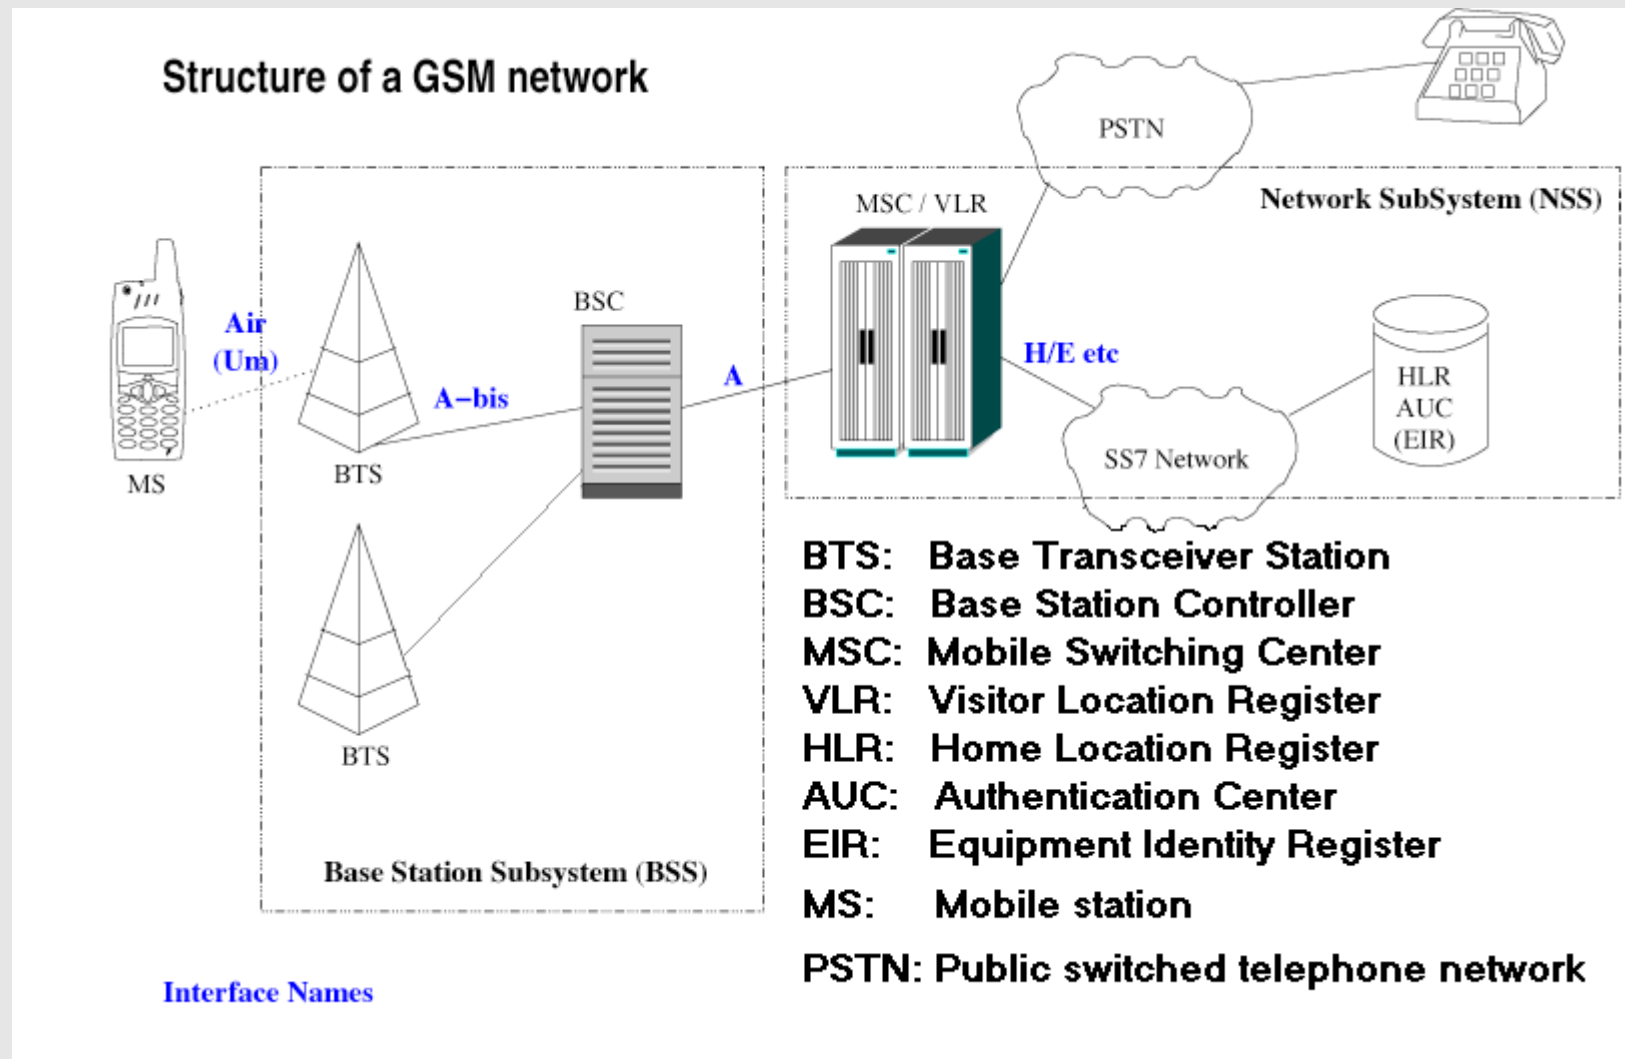 Structure of a GSM network
PSTN
MSC / VLR
Network SubSystem (NSS)
BSC
Air
(Um)
A-bis
A
H/E etc
HLR
AUC
(EIR)
SS7 Network
MS
BTS
BTS
Base Station Subsystem (BSS)
BTS: Base Transceiver Station
BSC: Base Station Controller
MSC: Mobile Switching Center
VLR: Visitor Location Register
HLR: Home Location Register
AUC: Authentication Center
EIR: Equipment Identity Register
MS: Mobile station
PSTN: Public switched telephone network
Interface Names